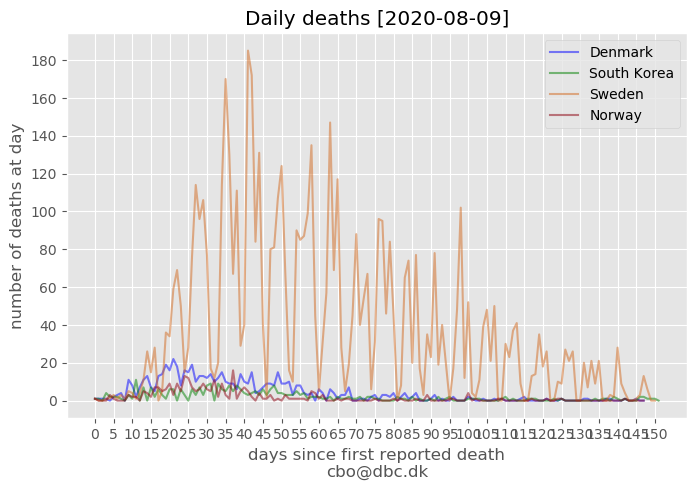 Daily deaths [2020-08-09]
Denmark
South Korea
Sweden
Norway
number of deaths at day
180
160
140
120
100
80
60
40
20
0
0 5 10 15 20 25 30 35 40 45 50 55 60 65 70 75 80 85 90 95 100 105 110 115 120 125 130 135 140 145 150
days since first reported death
cbo@dbc.dk